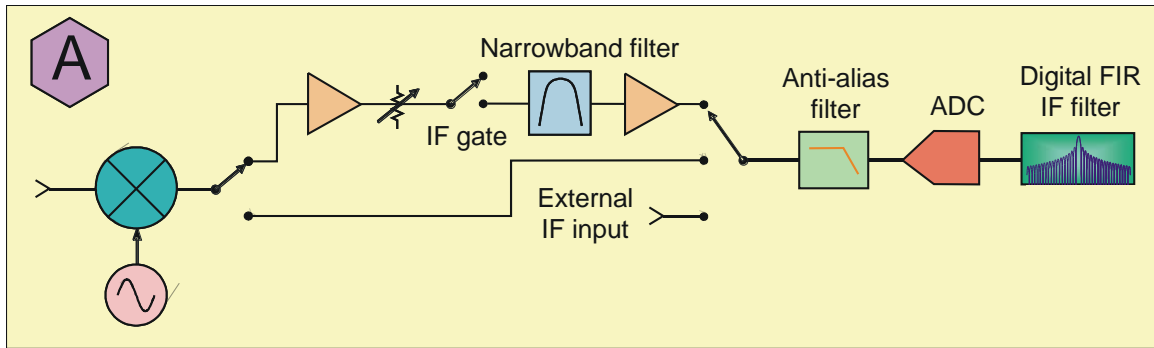 A
Narrowband filter
IF gate
External
IF input
Anti-alias
filter
ADC
Digital FIR
IF filter